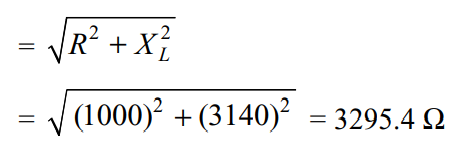 = √(R² + X_L²)
= √((1000)² + (3140)²) = 3295.4 Ω